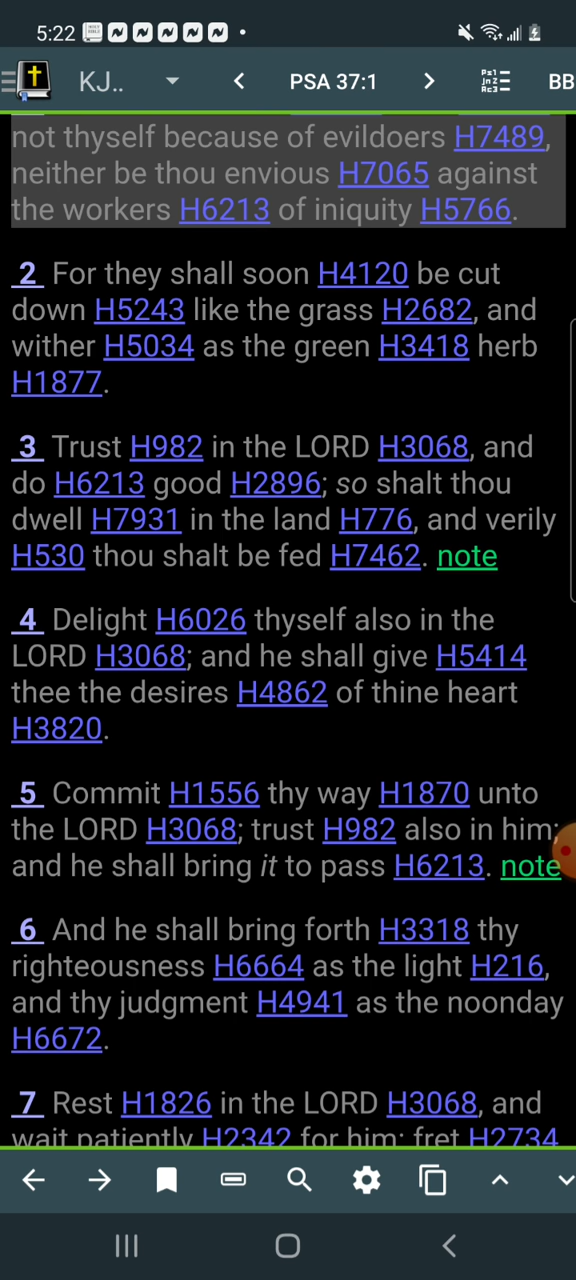 5:22
KJ..
PSA 37:1
BB
not thyself because of evildoers H7489,
neither be thou envious H7065 against
the workers H6213 of iniquity H5766.
2 For they shall soon H4120 be cut
down H5243 like the grass H2682, and
wither H5034 as the green H3418 herb
H1877.
3 Trust H982 in the LORD H3068, and
do H6213 good H2896; so shalt thou
dwell H7931 in the land H776, and verily
H530 thou shalt be fed H7462. note
4 Delight H6026 thyself also in the
LORD H3068; and he shall give H5414
thee the desires H4862 of thine heart
H3820.
5 Commit H1556 thy way H1870 unto
the LORD H3068; trust H982 also in him;
and he shall bring it to pass H6213. note
6 And he shall bring forth H3318 thy
righteousness H6664 as the light H216,
and thy judgment H4941 as the noonday
H6672.
7 Rest H1826 in the LORD H3068, and
wait patiently H2342 for him: fret H2734